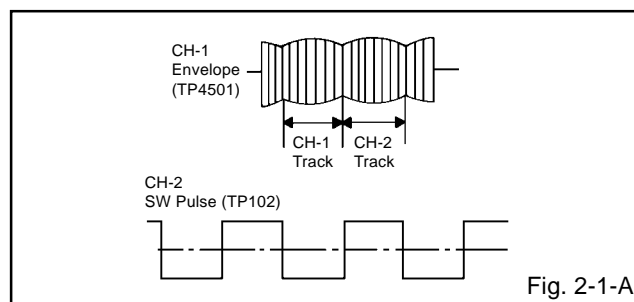 CH-1
Envelope
(TP4501)
CH-1
Track
CH-2
Track
CH-2
SW Pulse (TP102)
Fig. 2-1-A